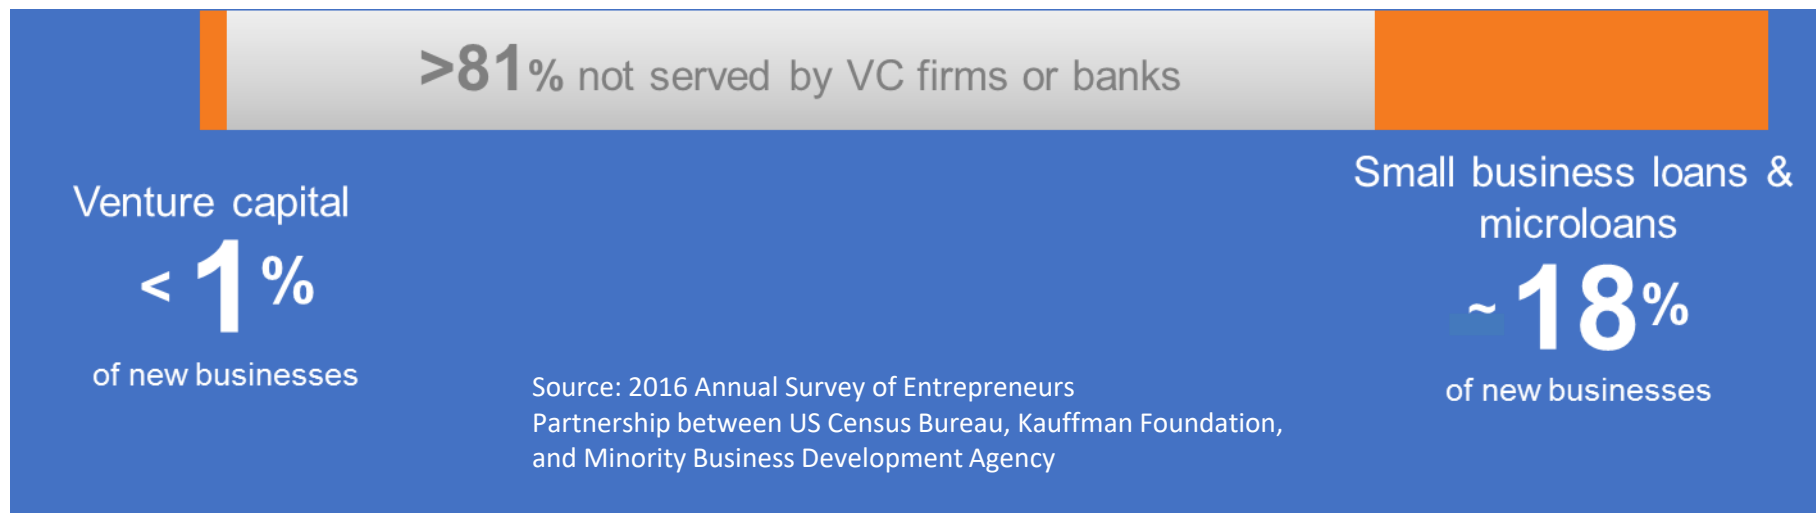 >81% not served by VC firms or banks
Venture capital
< 1%
of new businesses
Small business loans &
microloans
~ 18%
of new businesses
Source: 2016 Annual Survey of Entrepreneurs
Partnership between US Census Bureau, Kauffman Foundation,
and Minority Business Development Agency